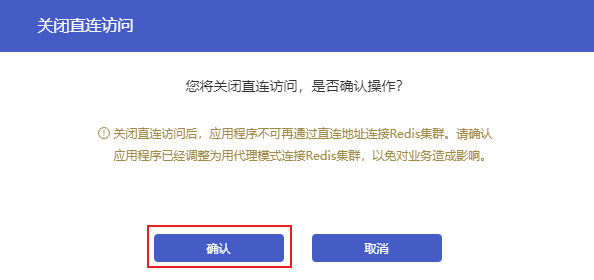 关闭直连访问
您将关闭直连访问，是否确认操作？
关闭直连访问后，应用程序不可再通过直连地址连接Redis集群。请确认
应用程序已经调整为用代理模式连接Redis集群，以免对业务造成影响。
确认
取消